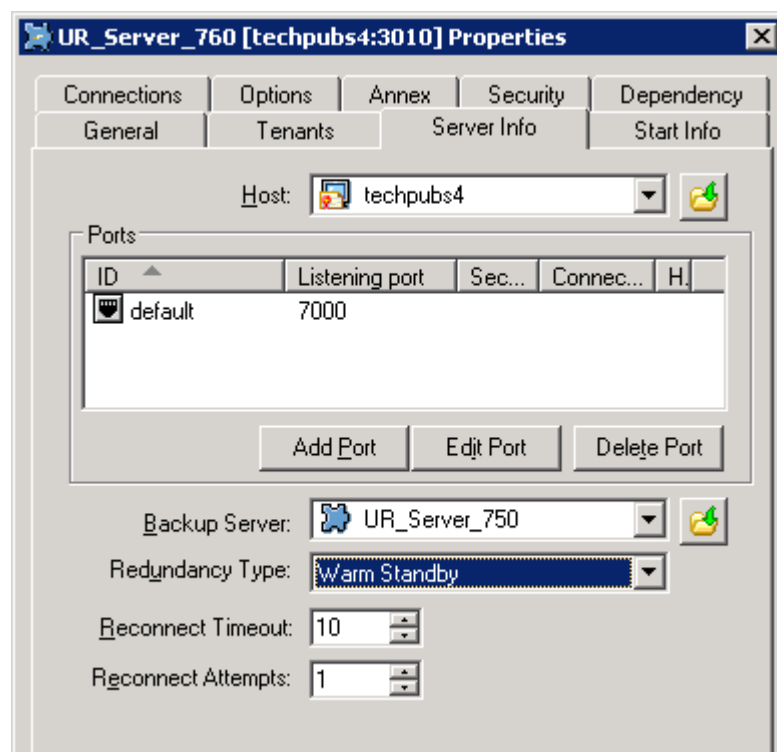 UR_Server_760 [techpubs4:3010] Properties
Connections Options Annex Security Dependency
General Tenants Server Info Start Info
Host: techpubs4
Ports
ID Listening port Sec... Connec... H.
default 7000
Add Port Edit Port Delete Port
Backup Server: UR_Server_750
Redundancy Type: Warm Standby
Reconnect Timeout: 10
Reconnect Attempts: 1